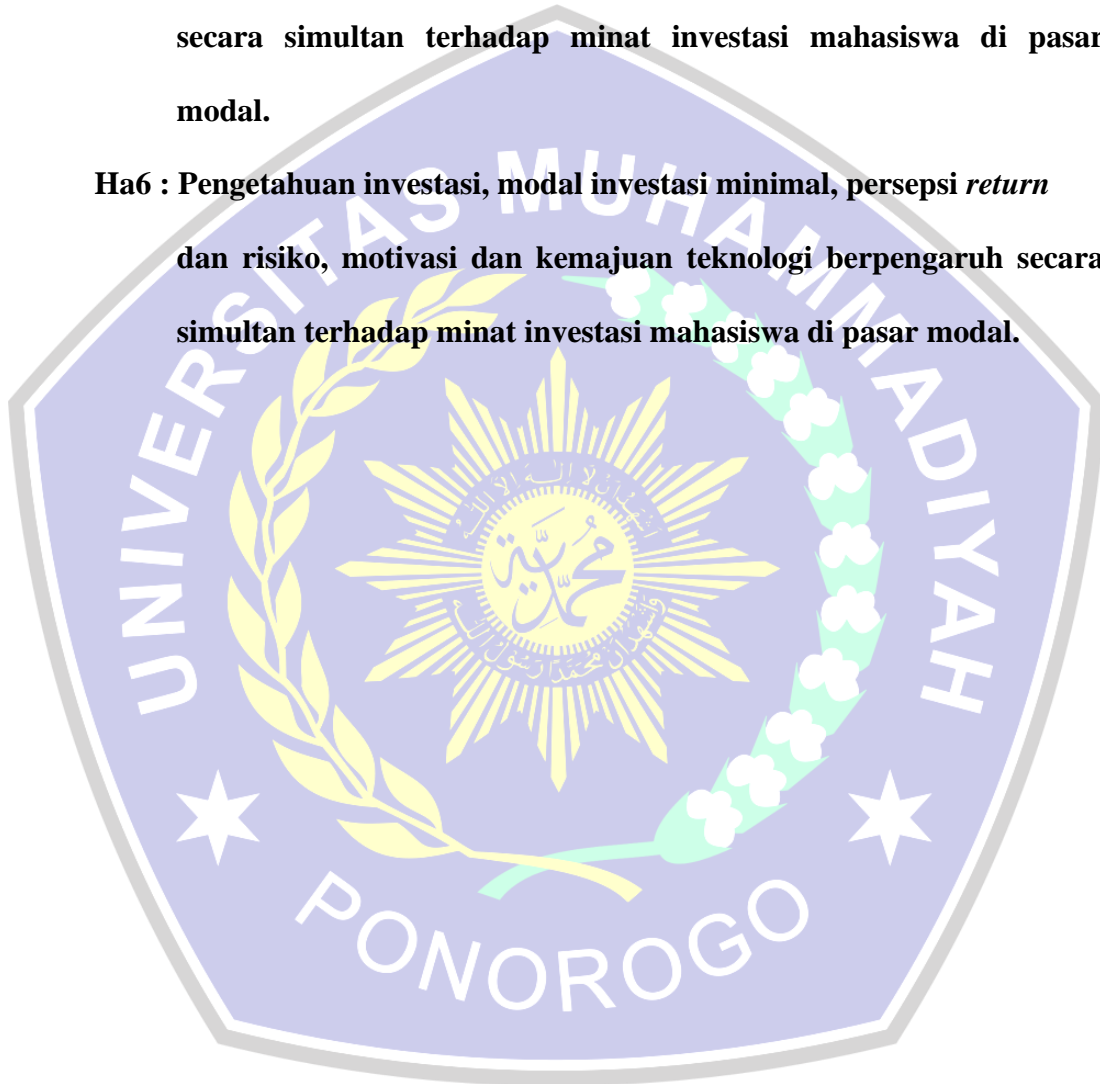 secara simultan terhadap minat investasi mahasiswa di pasar
modal.
Ha6 : Pengetahuan investasi, modal investasi minimal, persepsi return
dan risiko, motivasi dan kemajuan teknologi berpengaruh secara
simultan terhadap minat investasi mahasiswa di pasar modal.
UNIVERSITAS MUHAMMADIYAH
محمد
PONOROGO